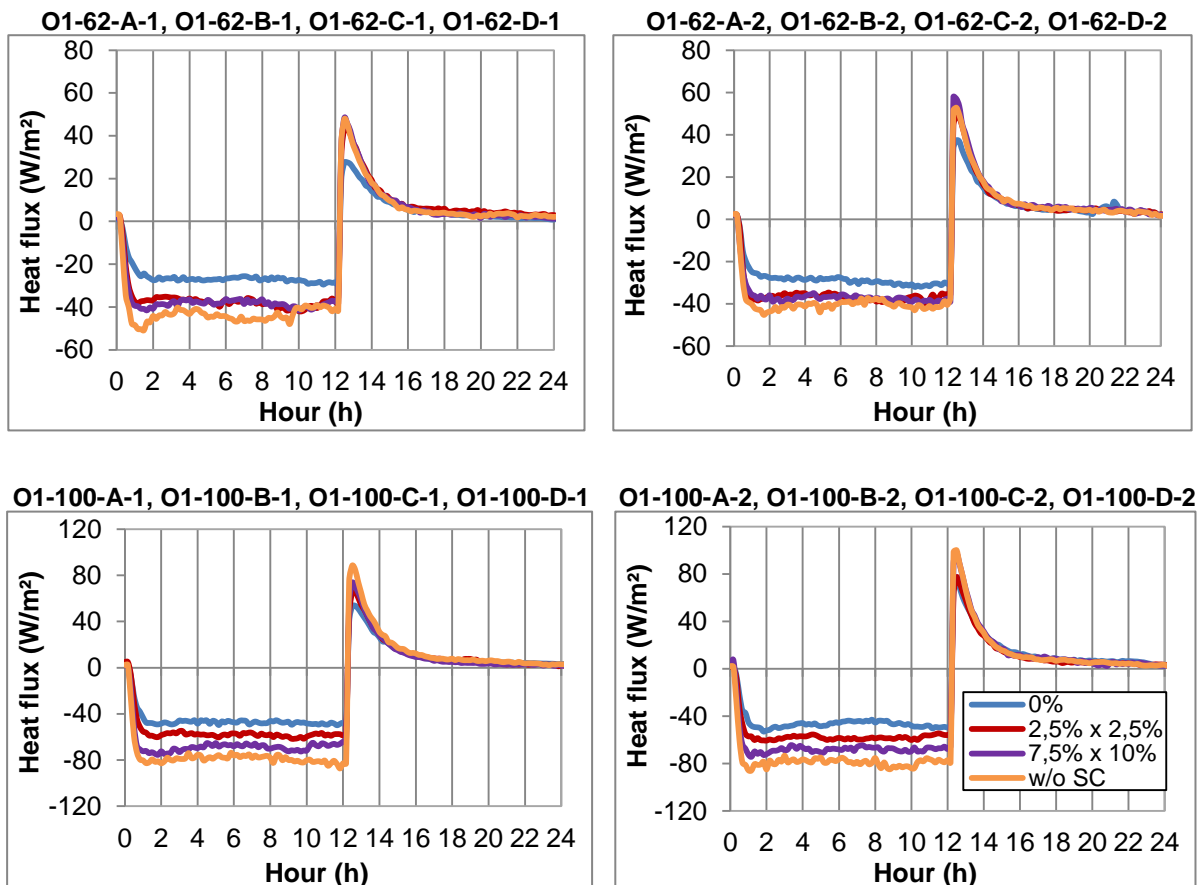 O1-62-A-1, O1-62-B-1, O1-62-C-1, O1-62-D-1
Heat flux (W/m²)
80
60
40
20
0
-20
-40
-60
0 2 4 6 8 10 12 14 16 18 20 22 24
Hour (h)
O1-62-A-2, O1-62-B-2, O1-62-C-2, O1-62-D-2
Heat flux (W/m²)
80
60
40
20
0
-20
-40
-60
0 2 4 6 8 10 12 14 16 18 20 22 24
Hour (h)
O1-100-A-1, O1-100-B-1, O1-100-C-1, O1-100-D-1
Heat flux (W/m²)
120
80
40
0
-40
-80
-120
0 2 4 6 8 10 12 14 16 18 20 22 24
Hour (h)
O1-100-A-2, O1-100-B-2, O1-100-C-2, O1-100-D-2
Heat flux (W/m²)
120
80
40
0
-40
-80
-120
0 2 4 6 8 10 12 14 16 18 20 22 24
Hour (h)
0%
2,5% x 2,5%
7,5% x 10%
w/o SC